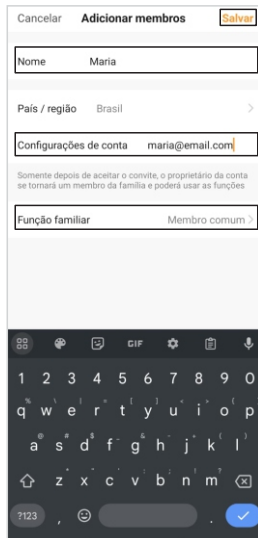 Cancelar Adicionar membros Salvar
Nome Maria
País / região Brasil
Configurações de conta maria@email.com
Somente depois de aceitar o convite, o proprietário da conta
se tornará um membro da família e poderá usar as funções
Função familiar Membro comum
GIF
1 2 3 4 5 6 7 8 9 0
q w e r t y u i o p
a s d f g h j k l
z x c v b n m
?123 , .